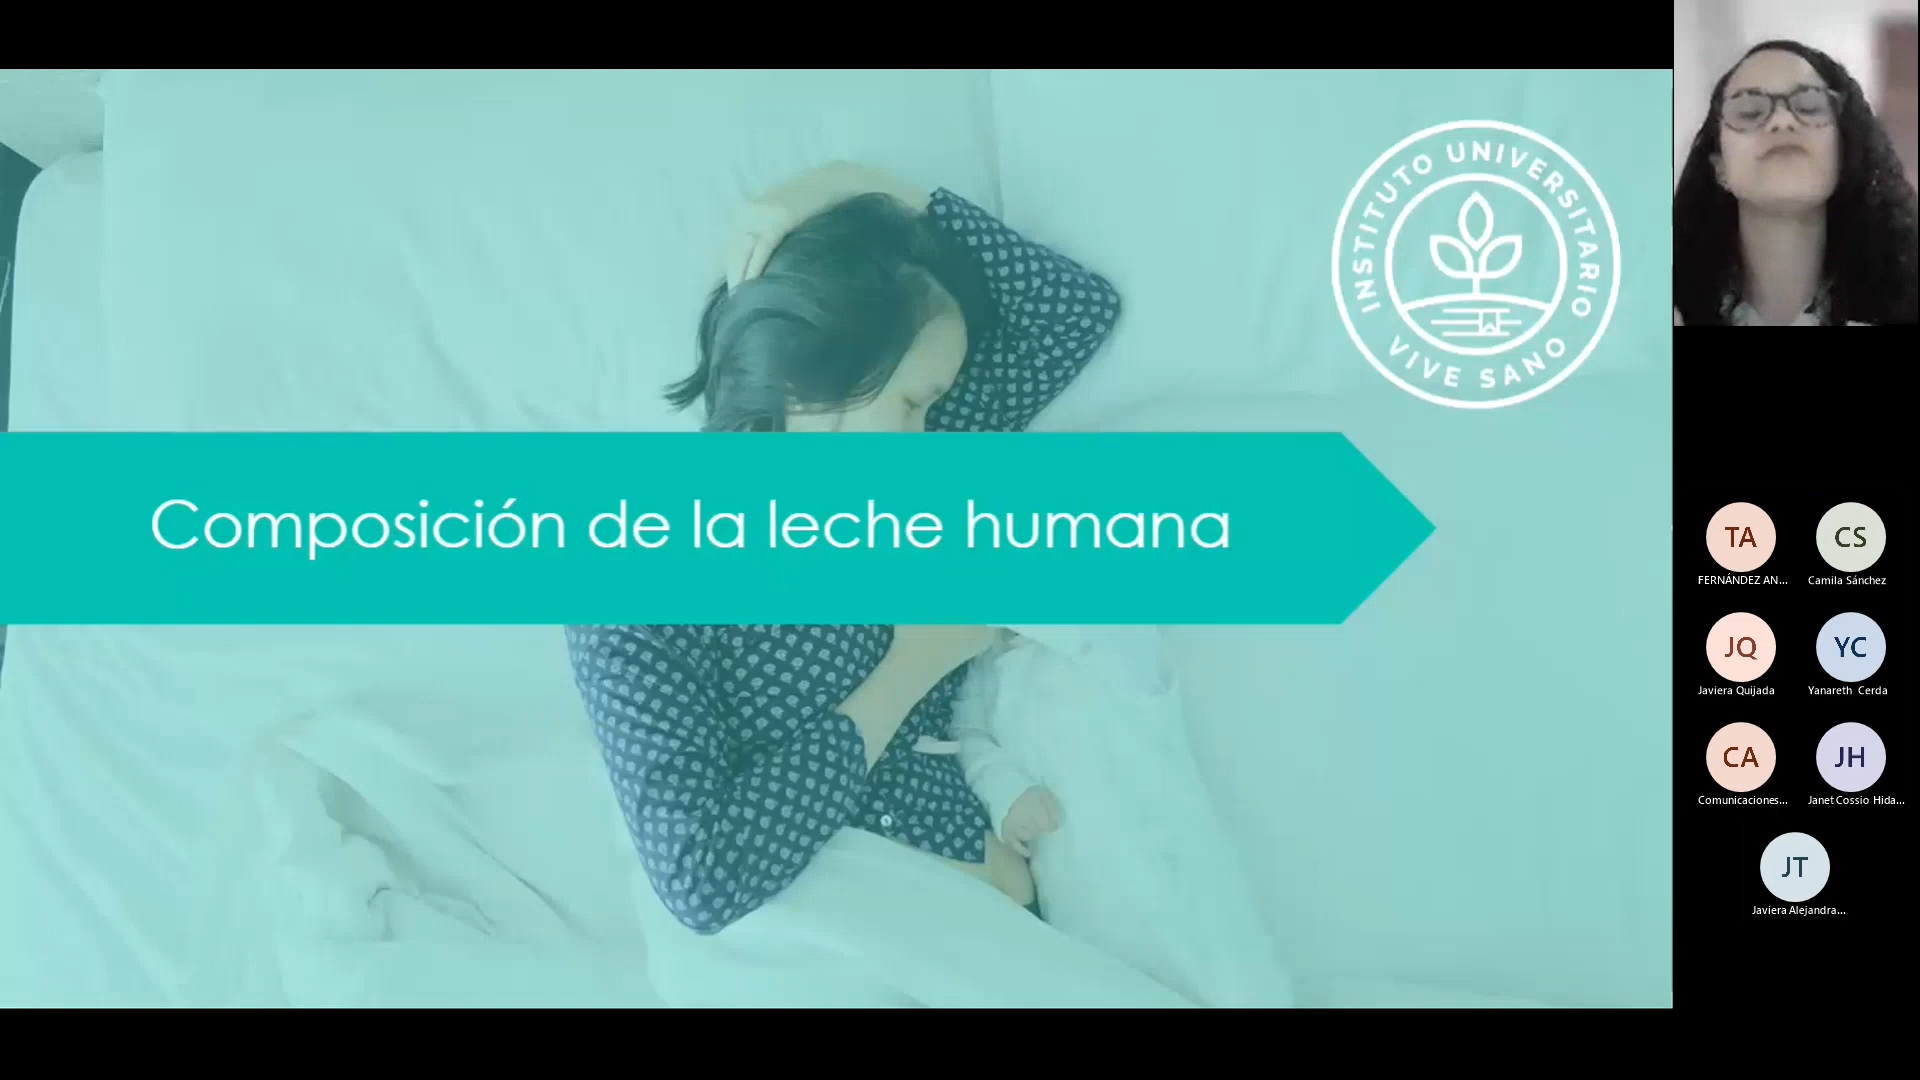 INSTITUTO UNIVERSITARIO
VIVE SANO
Composición de la leche humana
TA
FERNÁNDEZ AN...
CS
Camila Sánchez
JQ
Javiera Quijada
YC
Yanareth Cerda
CA
Comunicaciones...
JH
Janet Cossio Hida...
JT
Javiera Alejandra...